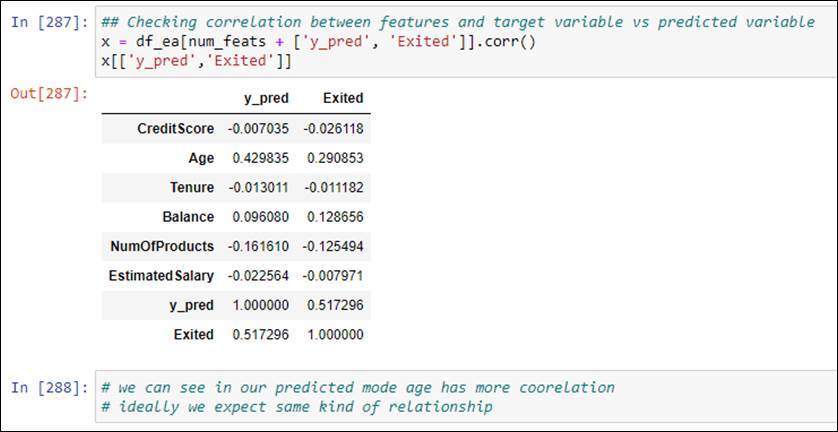 In [287]: ## Checking correlation between features and target variable vs predicted variable
x = df_ea[num_feats + ['y_pred', 'Exited']].corr()
x[['y_pred','Exited']]
Out[287]:
y_pred Exited
CreditScore -0.007035 -0.026118
Age 0.429835 0.290853
Tenure -0.013011 -0.011182
Balance 0.096080 0.128656
NumOfProducts -0.161610 -0.125494
EstimatedSalary -0.022564 -0.007971
y_pred 1.000000 0.517296
Exited 0.517296 1.000000
In [288]: # we can see in our predicted mode age has more coorelation
# ideally we expect same kind of relationship